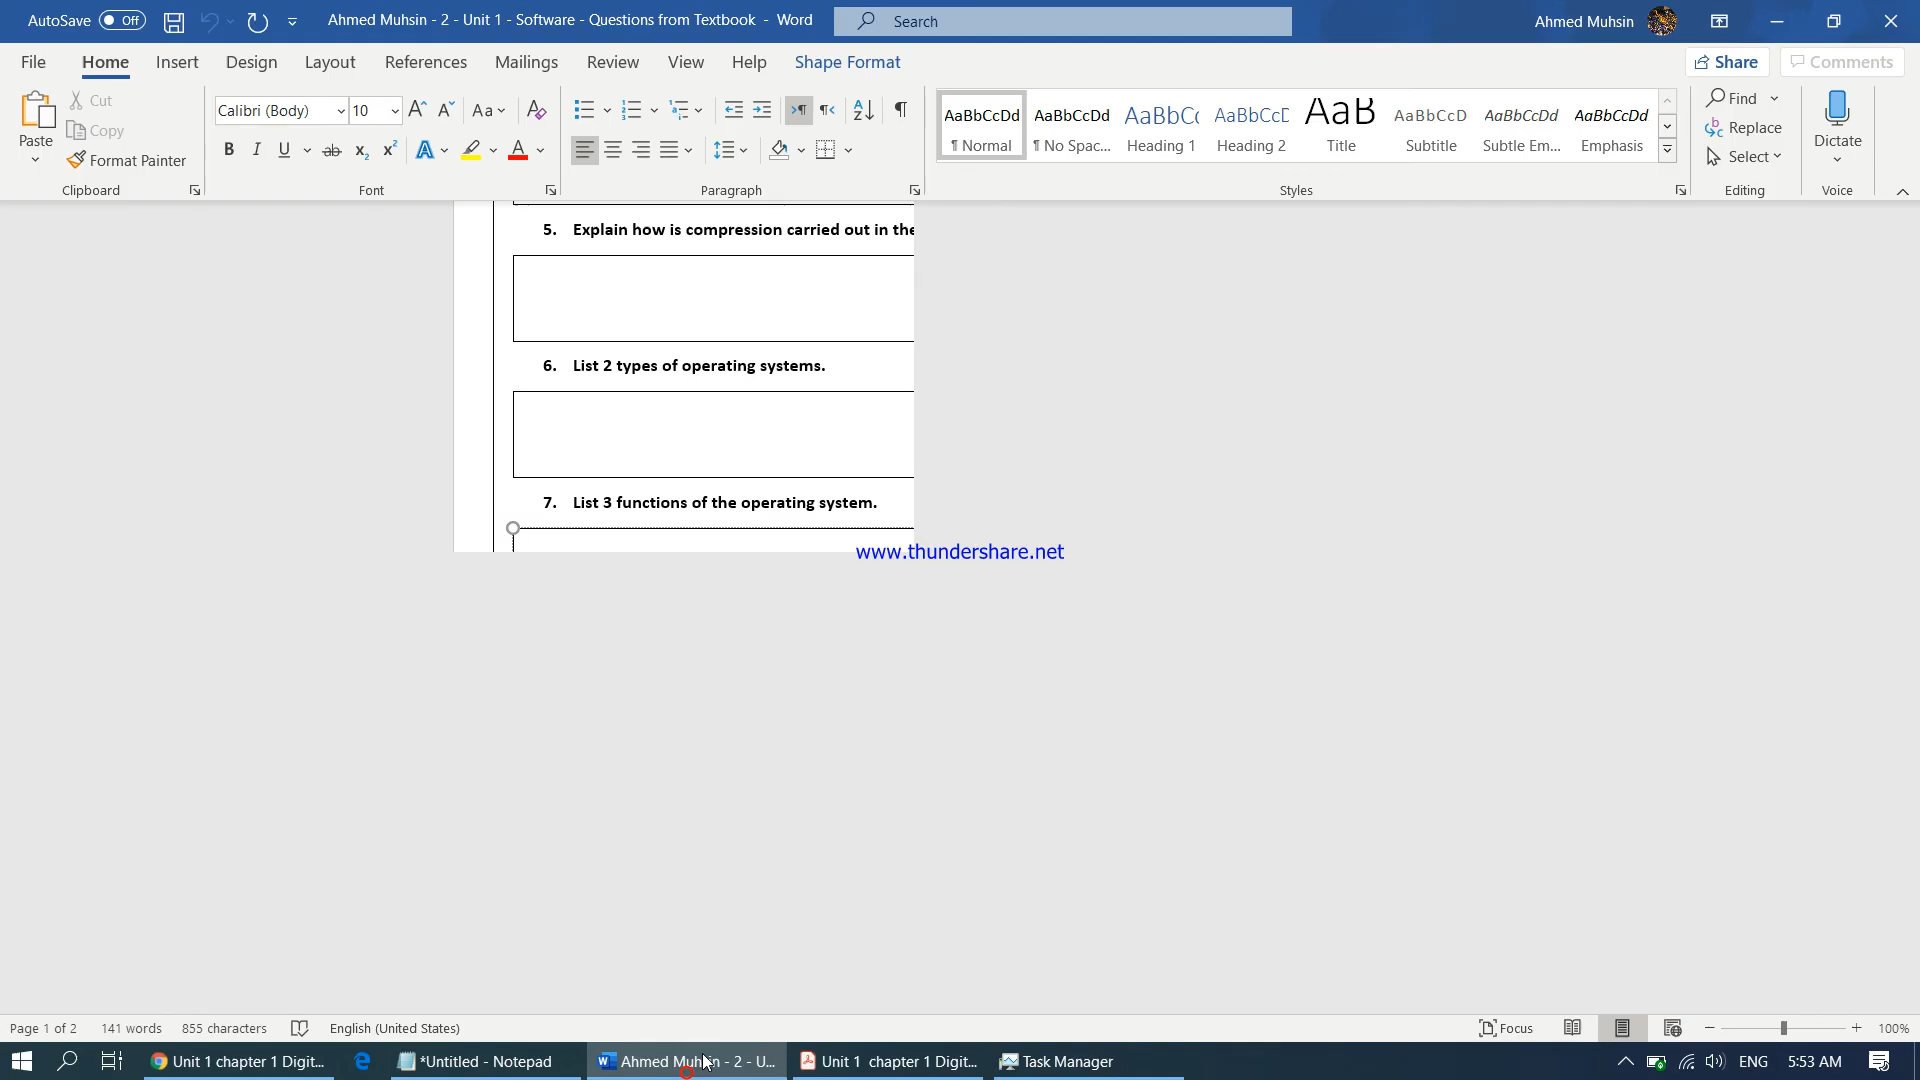 AutoSave Off Ahmed Muhsin - 2 - Unit 1 - Software - Questions from Textbook - Word Search Ahmed Muhsin
File Home Insert Design Layout References Mailings Review View Help Shape Format Share Comments
Paste Cut Copy Format Painter Clipboard
Calibri (Body) 10 Aa Font
B I U ab x₂ x² A A
Paragraph
AaBbCcDd AaBbCcDd AaBbCc AaBbCcD AaB AaBbCcD AaBbCcDd AaBbCcDd
¶ Normal ¶ No Spac... Heading 1 Heading 2 Title Subtitle Subtle Em... Emphasis
Styles
Find Replace Select Editing
Dictate Voice
5. Explain how is compression carried out in the
6. List 2 types of operating systems.
7. List 3 functions of the operating system.
www.thundershare.net
Page 1 of 2 141 words 855 characters English (United States) Focus 100%
Unit 1 chapter 1 Digit... *Untitled - Notepad Ahmed Muhsin - 2 - U... Unit 1 chapter 1 Digit... Task Manager ENG 5:53 AM